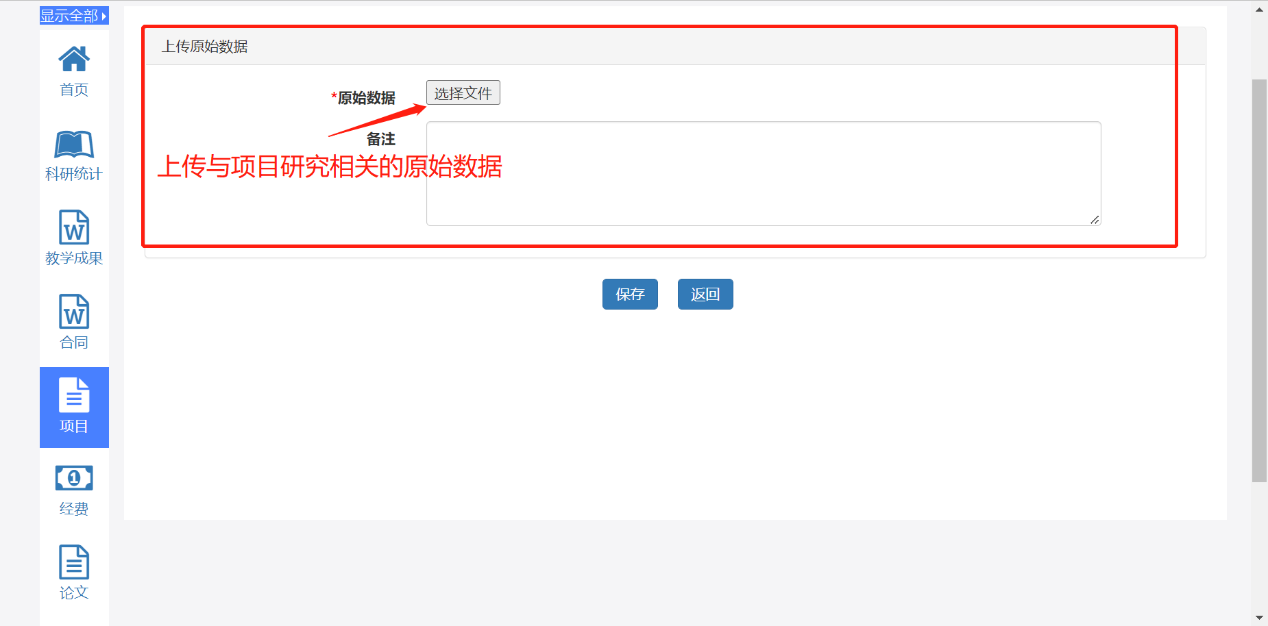 显示全部
首页
科研统计
教学成果
合同
项目
经费
论文
上传原始数据
*原始数据 选择文件
备注
上传与项目研究相关的原始数据
保存 返回